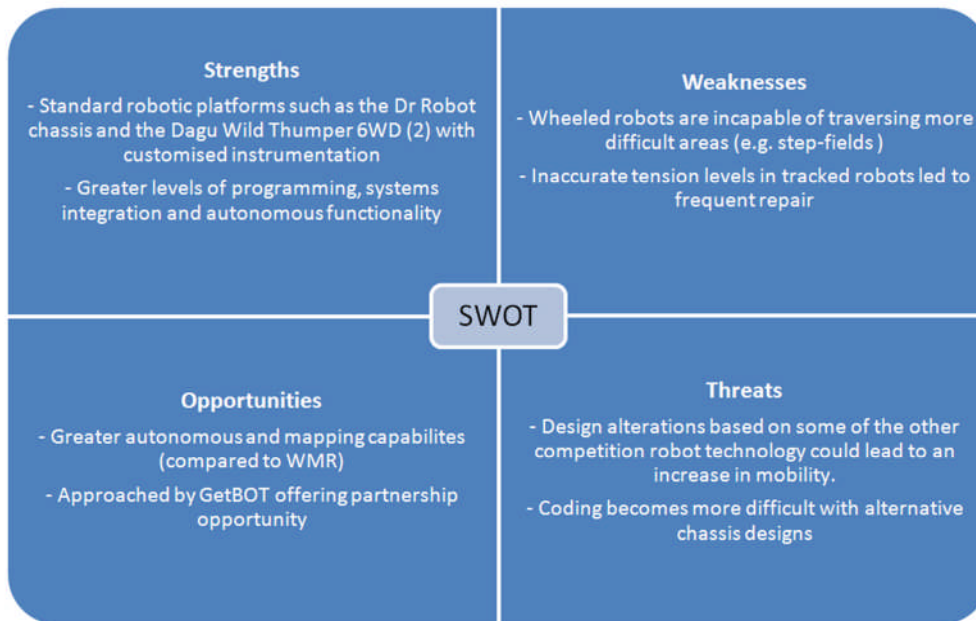 Strengths
- Standard robotic platforms such as the Dr Robot
chassis and the Dagu Wild Thumper 6WD (2) with
customised instrumentation
- Greater levels of programming, systems
integration and autonomous functionality
Weaknesses
- Wheeled robots are incapable of traversing more
difficult areas (e.g. step-fields )
- Inaccurate tension levels in tracked robots led to
frequent repair
SWOT
Opportunities
- Greater autonomous and mapping capabilites
(compared to WMR)
- Approached by GetBOT offering partnership
opportunity
Threats
- Design alterations based on some of the other
competition robot technology could lead to an
increase in mobility.
- Coding becomes more difficult with alternative
chassis designs